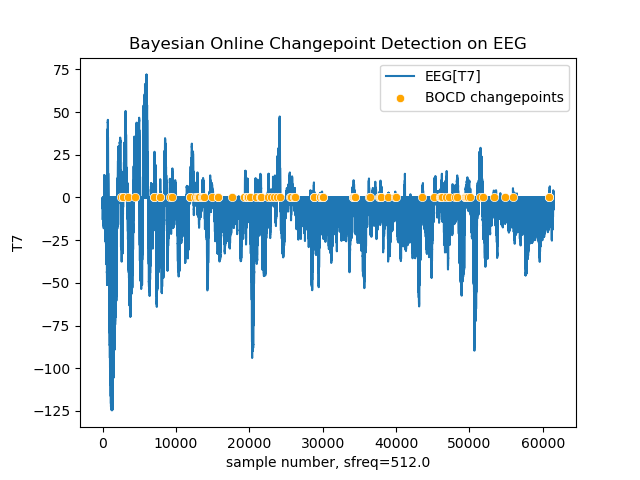 Bayesian Online Changepoint Detection on EEG
EEG[T7]
BOCD changepoints
75
50
25
0
−25
−50
−75
−100
−125
T7
0 10000 20000 30000 40000 50000 60000
sample number, sfreq=512.0